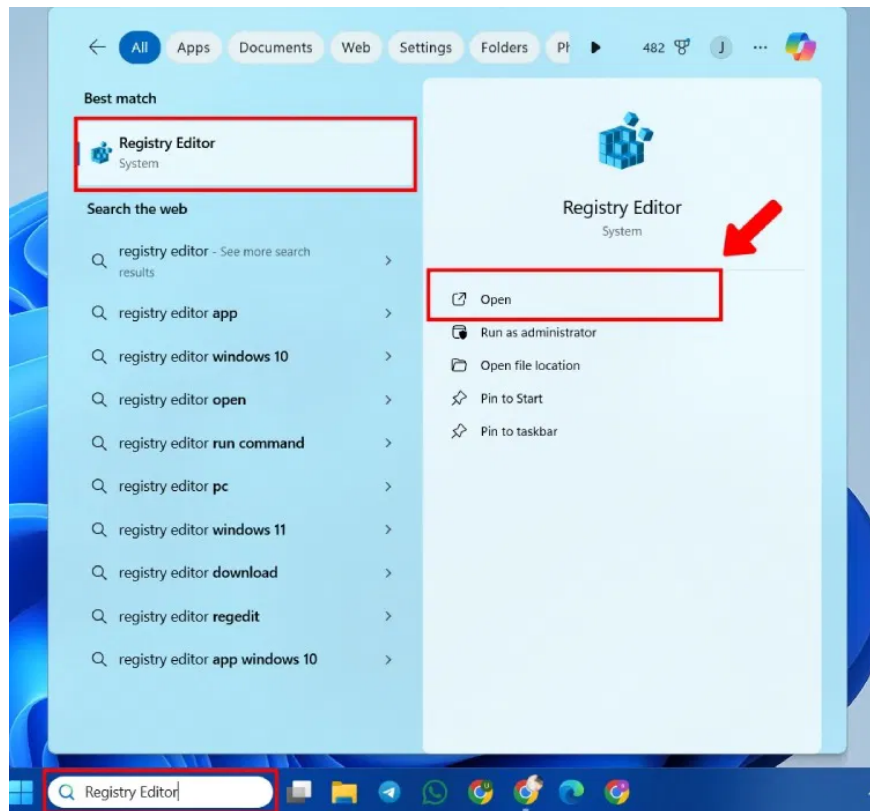 All Apps Documents Web Settings Folders Ph 482 J ...
Best match
Registry Editor
System
Search the web
registry editor - See more search
results
registry editor app
registry editor windows 10
registry editor open
registry editor run command
registry editor pc
registry editor windows 11
registry editor download
registry editor regedit
registry editor app windows 10
Registry Editor
System
Open
Run as administrator
Open file location
Pin to Start
Pin to taskbar
Registry Editor